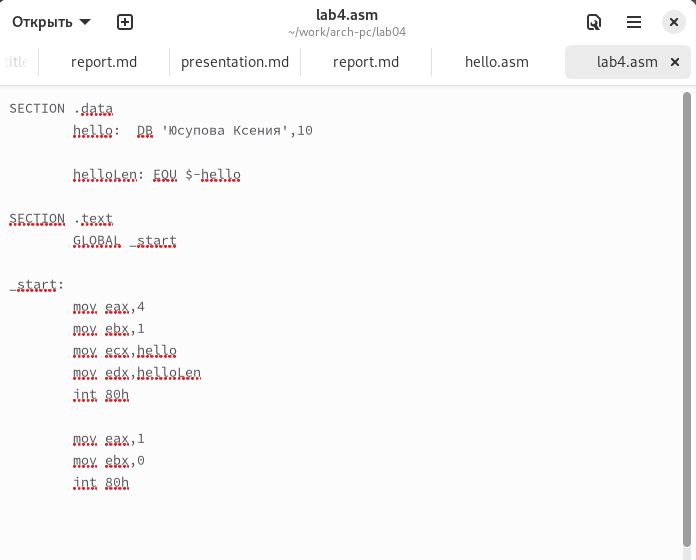 Открыть
lab4.asm
~/work/arch-pc/lab04
report.md
presentation.md
report.md
hello.asm
lab4.asm
SECTION .data
hello: DB 'Юсупова Ксения',10
helloLen: EQU $-hello
SECTION .text
GLOBAL _start
_start:
mov eax,4
mov ebx,1
mov ecx,hello
mov edx,helloLen
int 80h
mov eax,1
mov ebx,0
int 80h